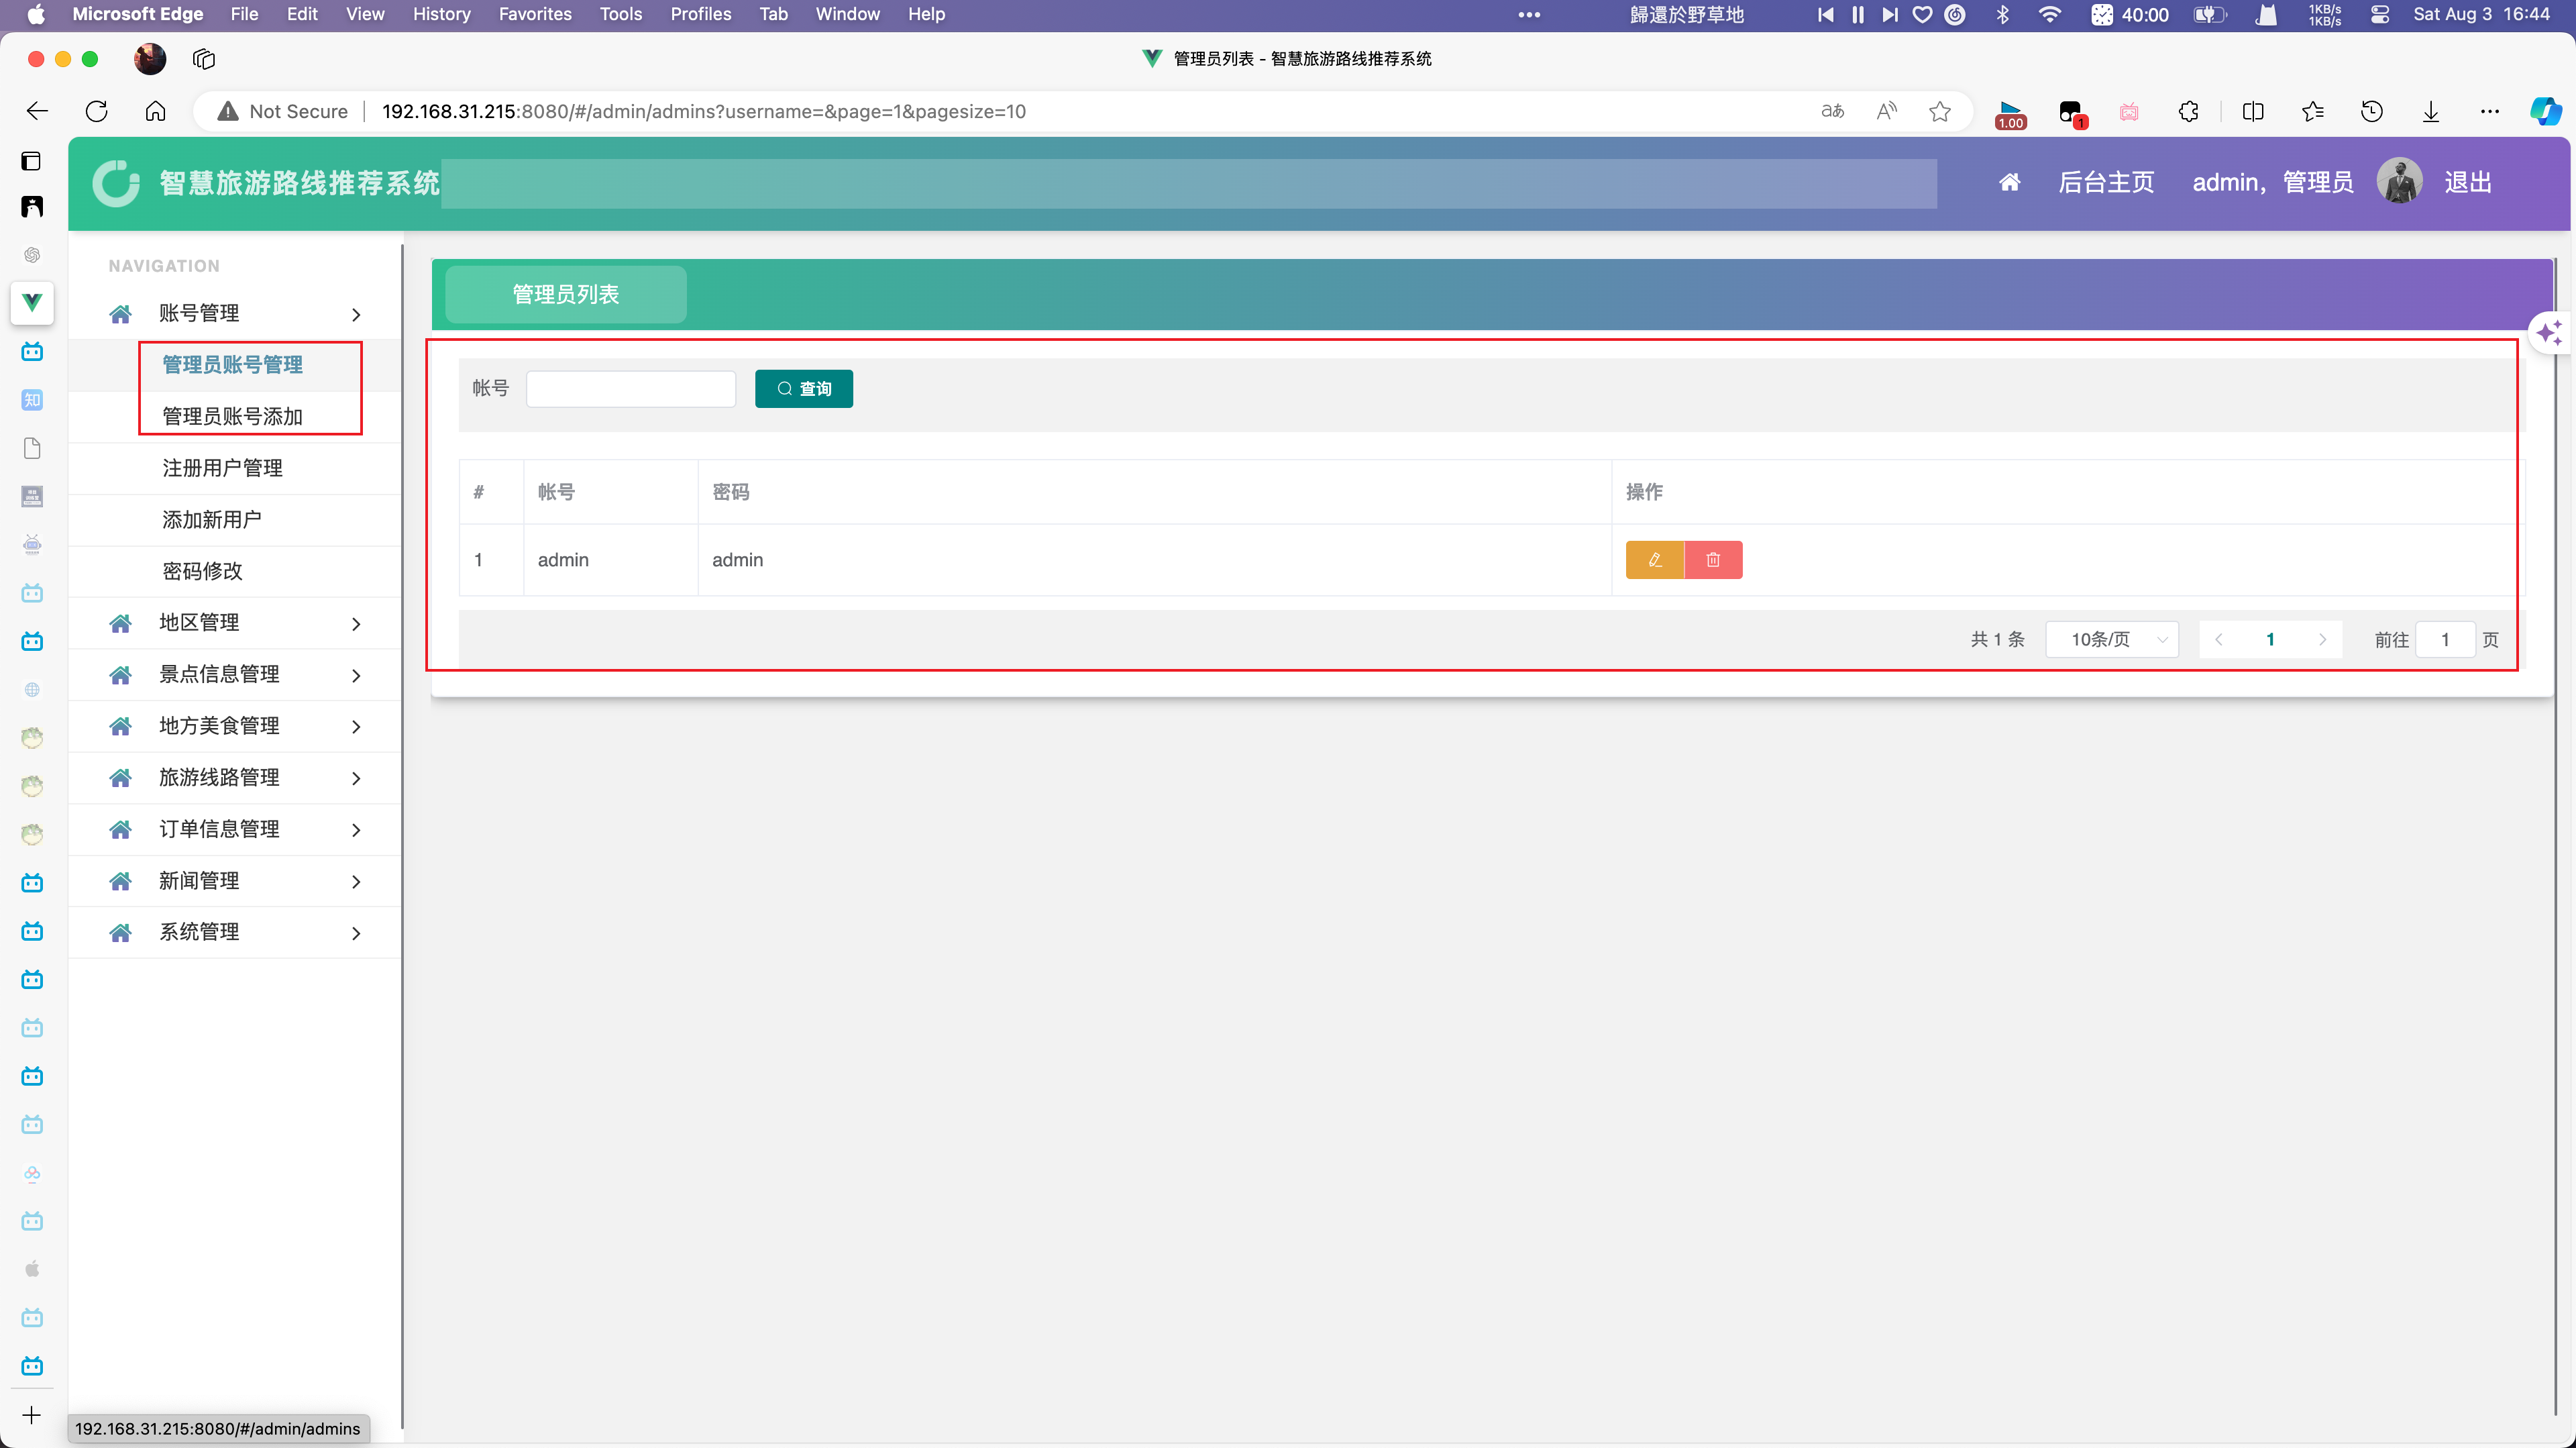 Microsoft Edge File Edit View History Favorites Tools Profiles Tab Window Help ••• 歸還於野草地 40:00 1KB/s 1KB/s Sat Aug 3 16:44
管理员列表 - 智慧旅游路线推荐系统
Not Secure 192.168.31.215:8080/#/admin/admins?username=&page=1&pagesize=10 aあ A 1.00 1
智慧旅游路线推荐系统 后台主页 admin，管理员 退出
NAVIGATION
账号管理
管理员账号管理
管理员账号添加
注册用户管理
添加新用户
密码修改
地区管理
景点信息管理
地方美食管理
旅游线路管理
订单信息管理
新闻管理
系统管理
知
管理员列表
帐号 查询
# 帐号 密码 操作
1 admin admin
共 1 条 10条/页 1 前往 1 页
192.168.31.215:8080/#/admin/admins